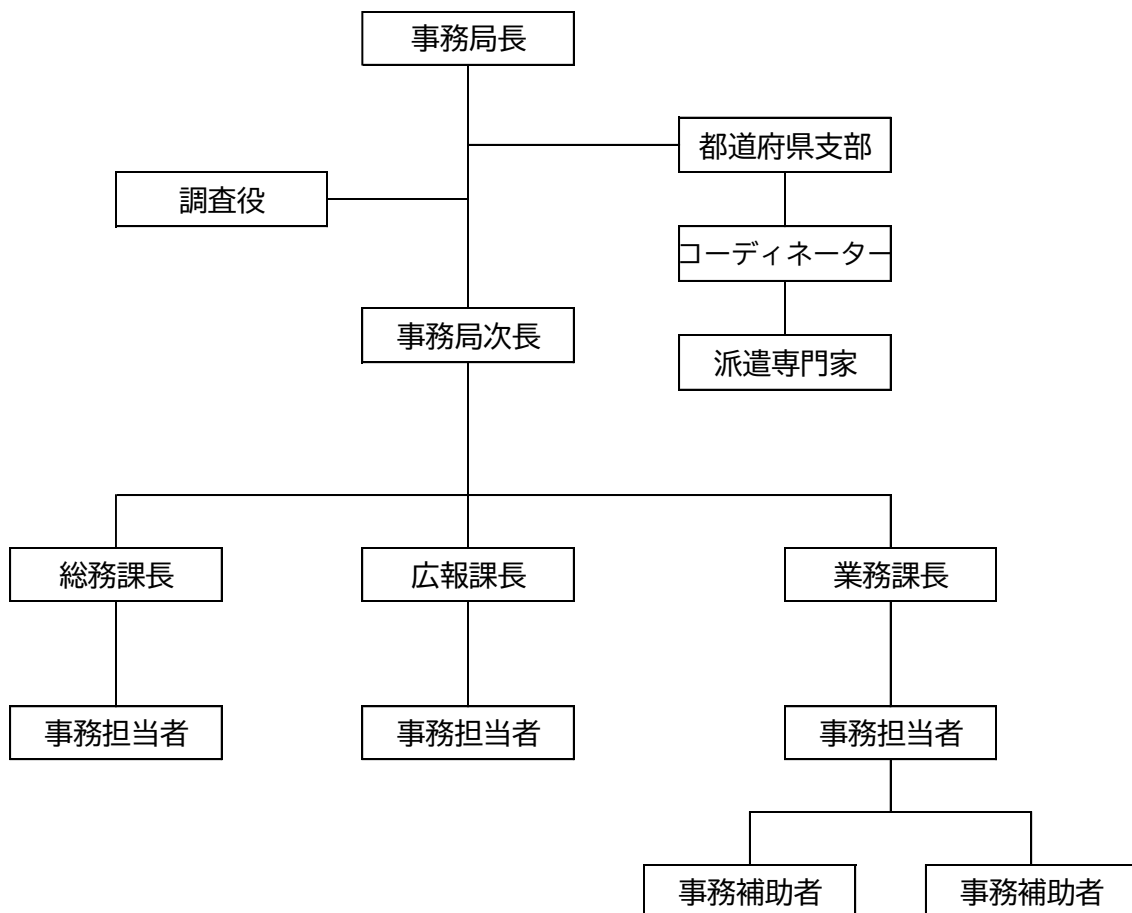 事務局長
都道府県支部
調査役
コーディネーター
事務局次長
派遣専門家
総務課長
広報課長
業務課長
事務担当者
事務担当者
事務担当者
事務補助者
事務補助者